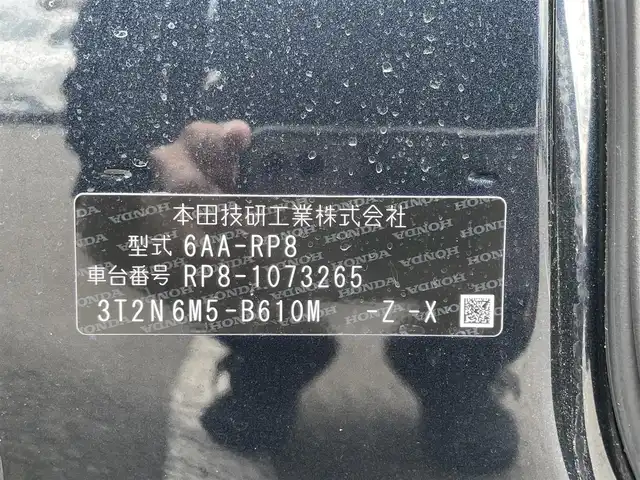 本田技研工業株式会社
型式 6AA-RP8
車台番号 RP8-1073265
3T2N6M5-B610M -Z -X